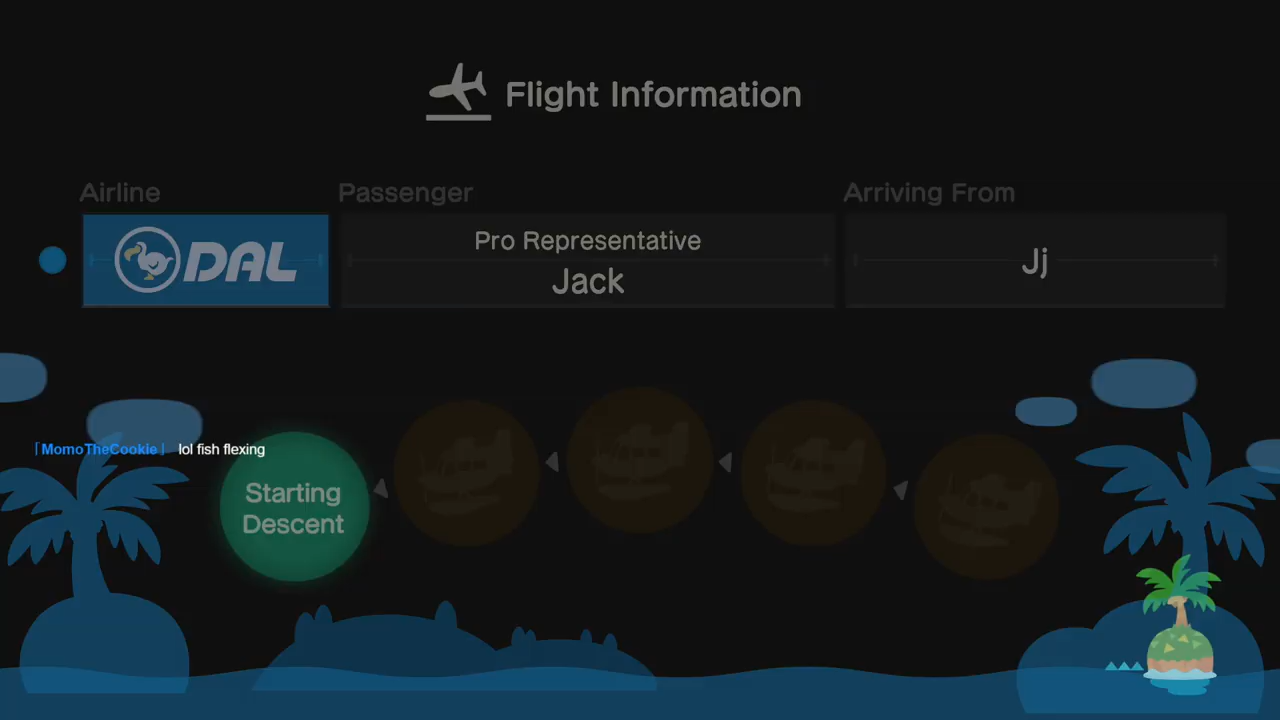 Flight Information
Airline
Passenger
Arriving From
DAL
Pro Representative
Jack
Jj
[MomoTheCookie] lol fish flexing
Starting
Descent